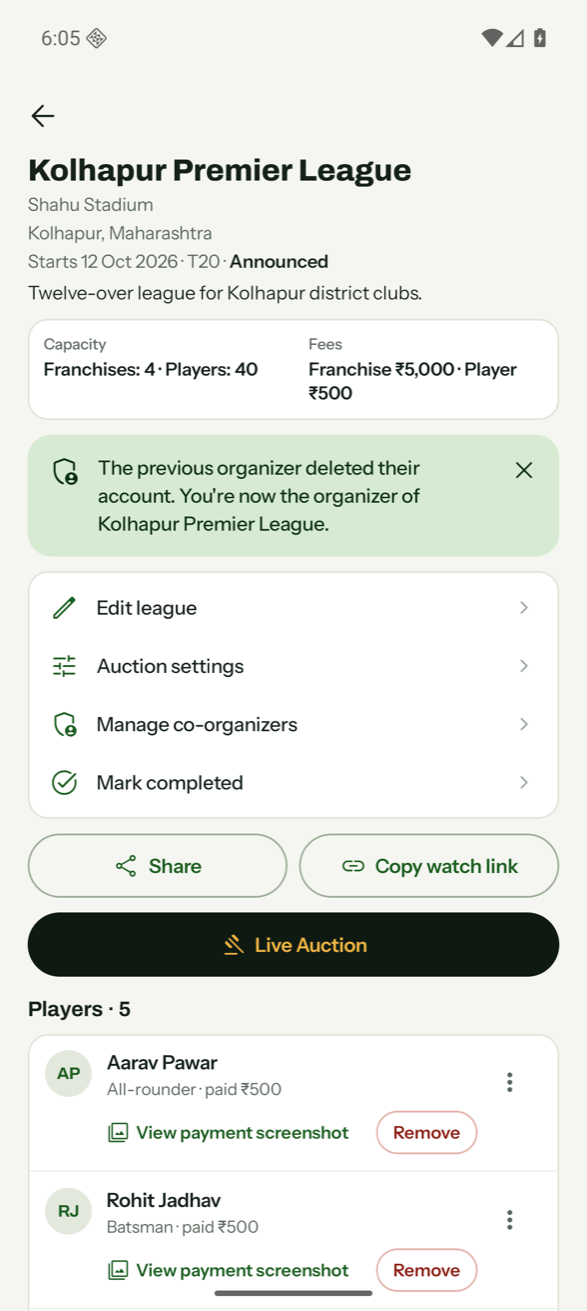 6:05
Kolhapur Premier League
Shahu Stadium
Kolhapur, Maharashtra
Starts 12 Oct 2026 · T20 · Announced
Twelve-over league for Kolhapur district clubs.
Capacity
Franchises: 4 · Players: 40
Fees
Franchise ₹5,000 · Player
₹500
The previous organizer deleted their
account. You're now the organizer of
Kolhapur Premier League.
Edit league
Auction settings
Manage co-organizers
Mark completed
Share
Copy watch link
Live Auction
Players · 5
AP
Aarav Pawar
All-rounder · paid ₹500
View payment screenshot
Remove
RJ
Rohit Jadhav
Batsman · paid ₹500
View payment screenshot
Remove